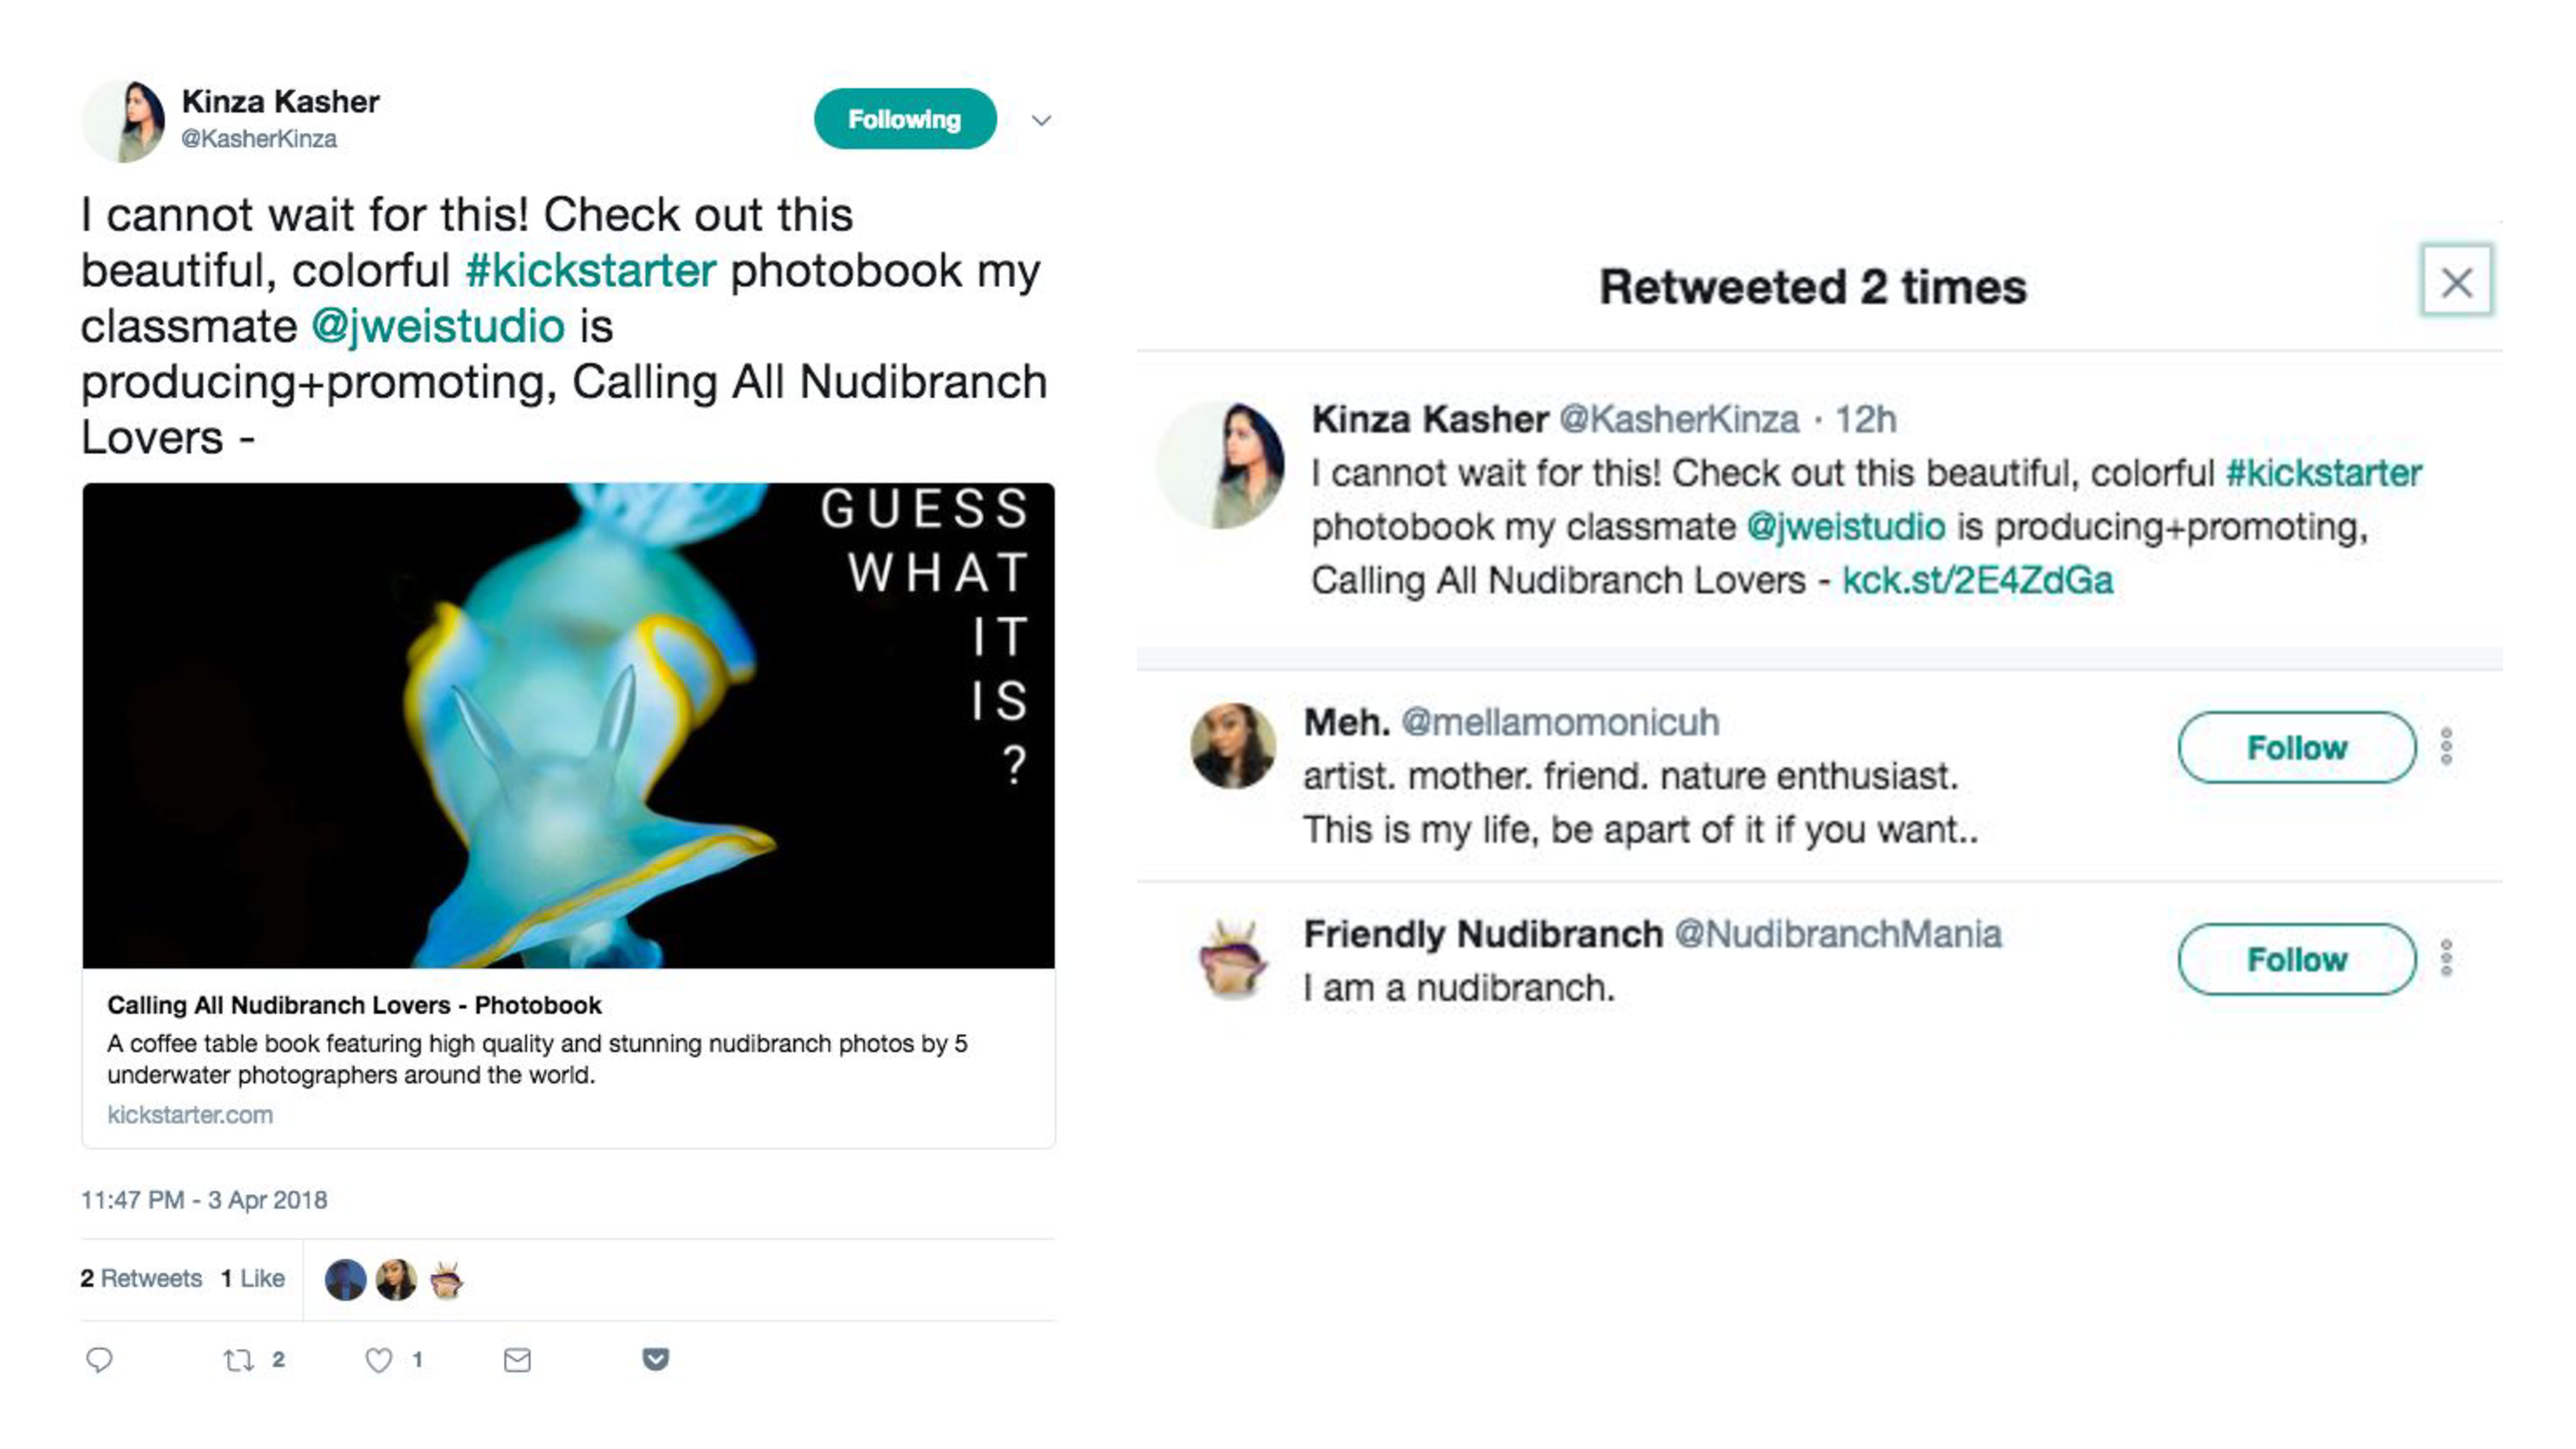 Kinza Kasher
@KasherKinza
Following
I cannot wait for this! Check out this
beautiful, colorful #kickstarter photobook my
classmate @jweistudio is
producing+promoting, Calling All Nudibranch
Lovers -
GUESS
WHAT
IT
IS
?
Calling All Nudibranch Lovers - Photobook
A coffee table book featuring high quality and stunning nudibranch photos by 5
underwater photographers around the world.
kickstarter.com
11:47 PM - 3 Apr 2018
2 Retweets 1 Like
2 1
Retweeted 2 times
Kinza Kasher @KasherKinza · 12h
I cannot wait for this! Check out this beautiful, colorful #kickstarter
photobook my classmate @jweistudio is producing+promoting,
Calling All Nudibranch Lovers - kck.st/2E4ZdGa
Meh. @mellamomonicuh
artist. mother. friend. nature enthusiast.
This is my life, be apart of it if you want..
Follow
Friendly Nudibranch @NudibranchMania
I am a nudibranch.
Follow